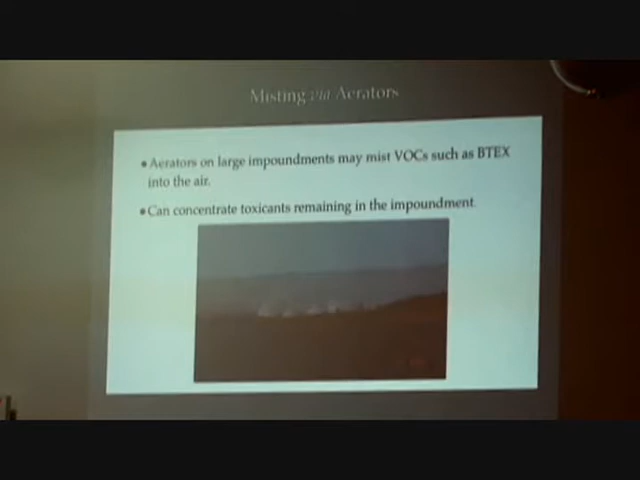 Misting via Aerators
•Aerators on large impoundments may mist VOCs such as BTEX
into the air.
•Can concentrate toxicants remaining in the impoundment.